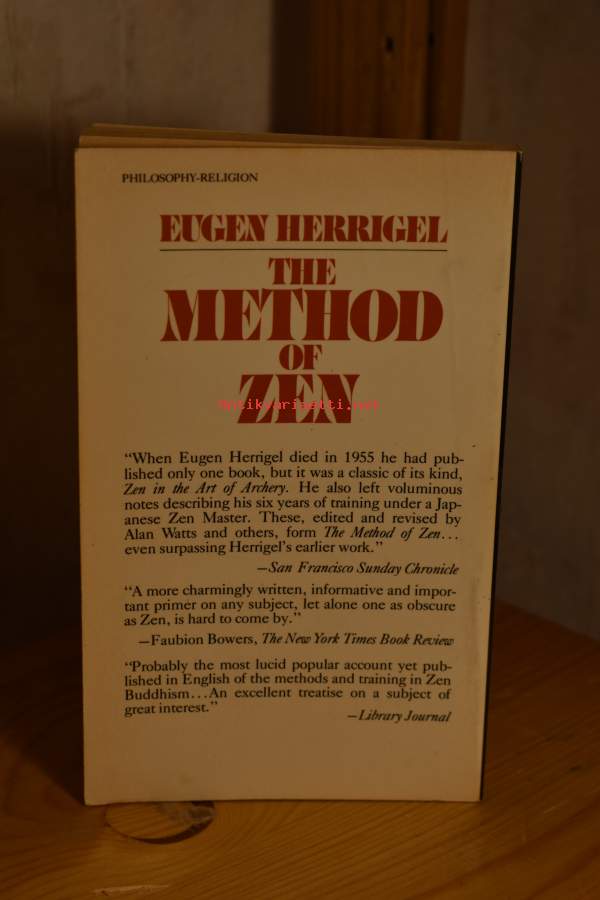 PHILOSOPHY-RELIGION
EUGEN HERRIGEL
THE
METHOD
OF
ZEN
Antikvariaatti.net
"When Eugen Herrigel died in 1955 he had pub-
lished only one book, but it was a classic of its kind,
Zen in the Art of Archery. He also left voluminous
notes describing his six years of training under a Jap-
anese Zen Master. These, edited and revised by
Alan Watts and others, form The Method of Zen...
even surpassing Herrigel's earlier work."
—San Francisco Sunday Chronicle
"A more charmingly written, informative and impor-
tant primer on any subject, let alone one as obscure
as Zen, is hard to come by."
—Faubion Bowers, The New York Times Book Review
"Probably the most lucid popular account yet pub-
lished in English of the methods and training in Zen
Buddhism...An excellent treatise on a subject of
great interest."
—Library Journal